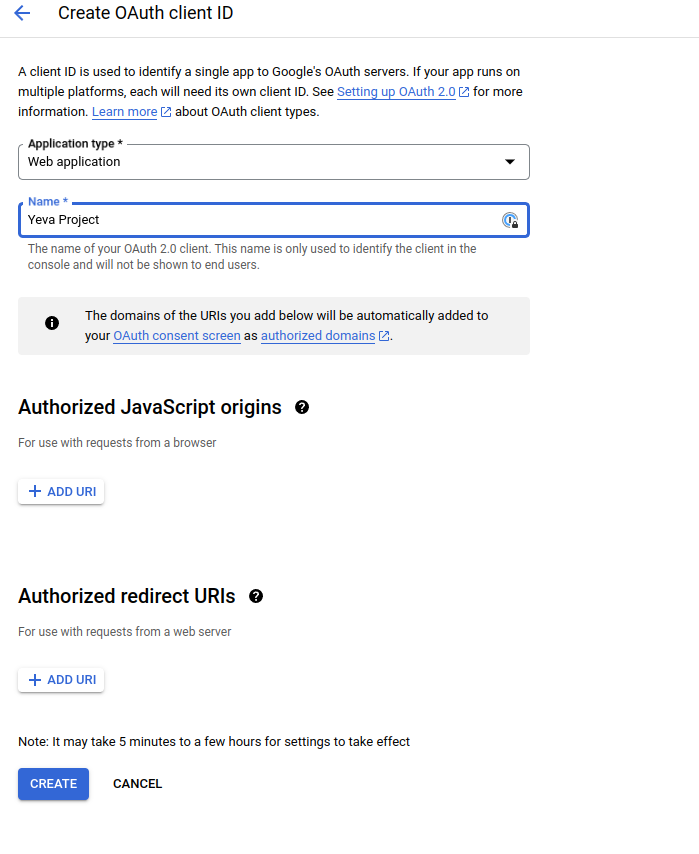 Create OAuth client ID
A client ID is used to identify a single app to Google's OAuth servers. If your app runs on
multiple platforms, each will need its own client ID. See Setting up OAuth 2.0 for more
information. Learn more about OAuth client types.
Application type *
Web application
Name *
Yeva Project
The name of your OAuth 2.0 client. This name is only used to identify the client in the
console and will not be shown to end users.
The domains of the URIs you add below will be automatically added to
your OAuth consent screen as authorized domains.
Authorized JavaScript origins
For use with requests from a browser
+ ADD URI
Authorized redirect URIs
For use with requests from a web server
+ ADD URI
Note: It may take 5 minutes to a few hours for settings to take effect
CREATE CANCEL